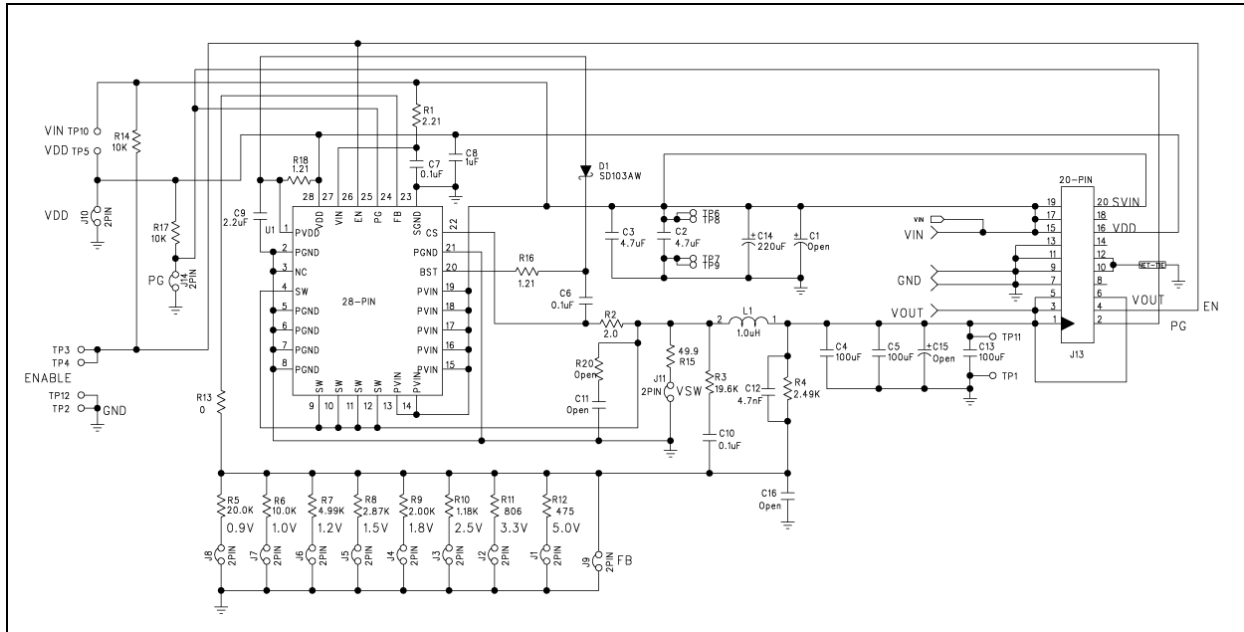 VIN TP10
VDD TP5
R14
10K
VDD
J10
2PIN
R17
10K
PG
J14
2PIN
TP3
TP4
ENABLE
TP12
TP2
GND
R13
0
R18
1.21
C9
2.2uF
U1
28-PIN
28 27 26 25 24 23
VDD
VIN
EN
PG
FB
SGND
1 PVDD
2 PGND
3 NC
4 SW
5 PGND
6 PGND
7 PGND
8 PGND
SW
SW
SW
SW
PVIN
PVIN
9 10 11 12 13 14
22 CS
21 PGND
20 BST
19 PVIN
18 PVIN
17 PVIN
16 PVIN
15 PVIN
R1
2.21
C7
0.1uF
C8
1uF
D1
SD103AW
R16
1.21
C6
0.1uF
R2
2.0
R20
Open
C11
Open
49.9
R15
J11
2PIN
VSW
R3
19.6K
C10
0.1uF
2 L1 1
1.0uH
C12
4.7nF
R4
2.49K
C16
Open
C3
4.7uF
C2
4.7uF
TP6
TP8
TP7
TP9
+
C14
220uF
+
C1
Open
C4
100uF
C5
100uF
+
C15
Open
C13
100uF
TP11
TP1
VIN
VIN
GND
VOUT
20-PIN
19
17
15
13
11
9
7
5
3
1
20 SVIN
18
16 VDD
14
12
10
8
6
4
2
NET-TIE
VOUT
EN
PG
J13
R5
20.0K
0.9V
J8
2PIN
R6
10.0K
1.0V
J7
2PIN
R7
4.99K
1.2V
J6
2PIN
R8
2.87K
1.5V
J5
2PIN
R9
2.00K
1.8V
J4
2PIN
R10
1.18K
2.5V
J3
2PIN
R11
806
3.3V
J2
2PIN
R12
475
5.0V
J1
2PIN
J9
2PIN
FB